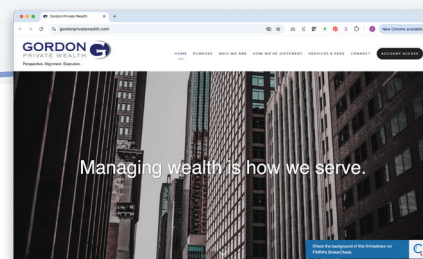 Gordon Private Wealth
gordonprivatewealth.com
New Chrome available
GORDON G
PRIVATE WEALTH
Perspective. Alignment. Execution.
HOME PURPOSE WHO WE ARE HOW WE'RE DIFFERENT SERVICES & FEES CONNECT ACCOUNT ACCESS
Managing wealth is how we serve.
Check the background of this firm/advisor on
FINRA's BrokerCheck.